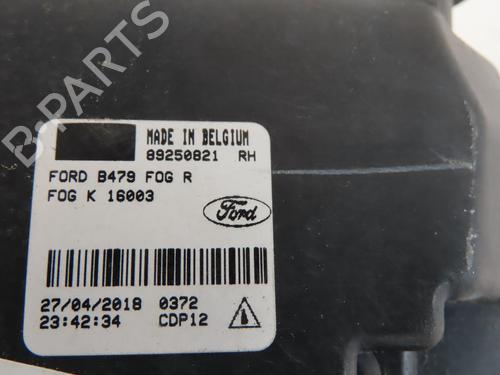 MADE IN BELGIUM
89250821 RH
FORD B479 FOG R
FOG K 16003
Ford
27/04/2018 0372
23:42:34 CDP12
B-PARTS